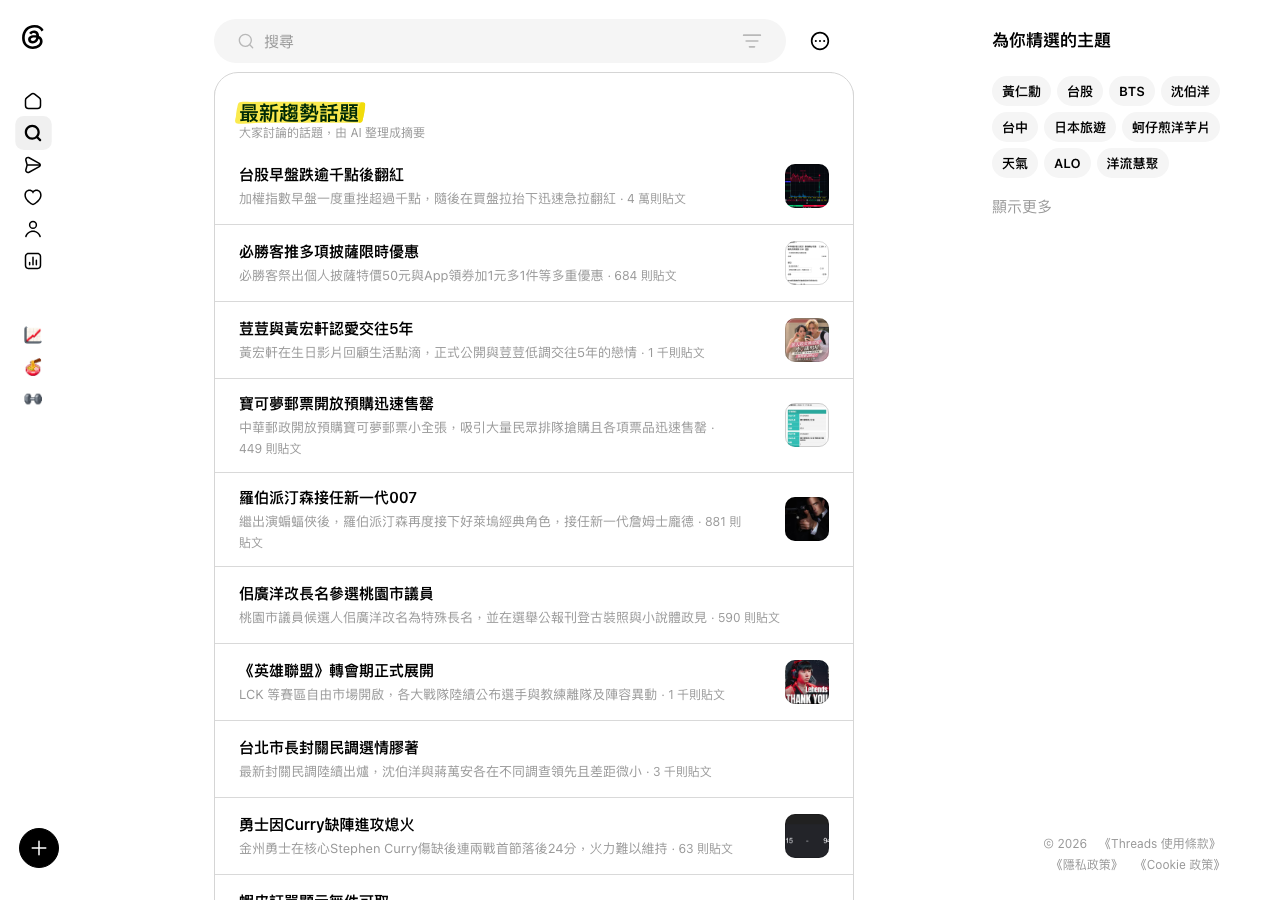 搜尋
最新趨勢話題
大家討論的話題，由 AI 整理成摘要
台股早盤跌逾千點後翻紅
加權指數早盤一度重挫超過千點，隨後在買盤拉抬下迅速急拉翻紅 · 4 萬則貼文
必勝客推多項披薩限時優惠
必勝客祭出個人披薩特價50元與App領券加1元多1件等多重優惠 · 684 則貼文
荳荳與黃宏軒認愛交往5年
黃宏軒在生日影片回顧生活點滴，正式公開與荳荳低調交往5年的戀情 · 1 千則貼文
寶可夢郵票開放預購迅速售罄
中華郵政開放預購寶可夢郵票小全張，吸引大量民眾排隊搶購且各項票品迅速售罄 ·
449 則貼文
羅伯派汀森接任新一代007
繼出演蝙蝠俠後，羅伯派汀森再度接下好萊塢經典角色，接任新一代詹姆士龐德 · 881 則
貼文
佀廣洋改長名參選桃園市議員
桃園市議員候選人佀廣洋改名為特殊長名，並在選舉公報刊登古裝照與小說體政見 · 590 則貼文
《英雄聯盟》轉會期正式展開
LCK 等賽區自由市場開啟，各大戰隊陸續公布選手與教練離隊及陣容異動 · 1 千則貼文
Legends
THANK YOU
台北市長封關民調選情膠著
最新封關民調陸續出爐，沈伯洋與蔣萬安各在不同調查領先且差距微小 · 3 千則貼文
勇士因Curry缺陣進攻熄火
金州勇士在核心Stephen Curry傷缺後連兩戰首節落後24分，火力難以維持 · 63 則貼文
15 - 94
蝦皮訂單顯示無件可取
為你精選的主題
黃仁勳 台股 BTS 沈伯洋
台中 日本旅遊 蚵仔煎洋芋片
天氣 ALO 洋流慧聚
顯示更多
© 2026 《Threads 使用條款》
《隱私政策》 《Cookie 政策》